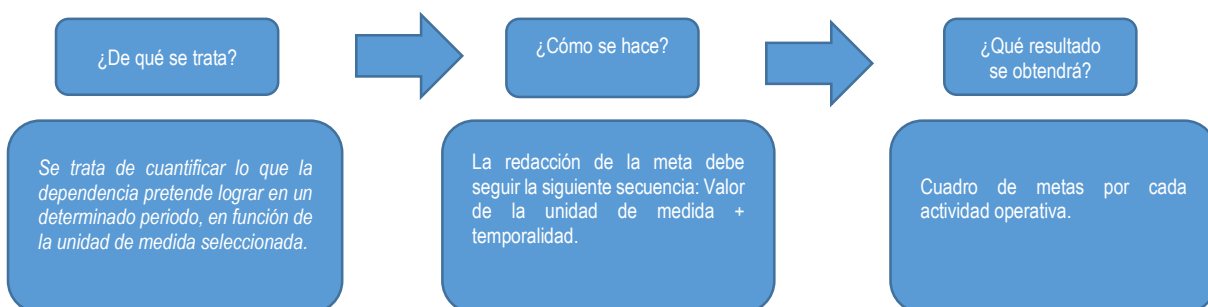 ¿De qué se trata?
¿Cómo se hace?
¿Qué resultado
se obtendrá?
Se trata de cuantificar lo que la
dependencia pretende lograr en un
determinado periodo, en función de
la unidad de medida seleccionada.
La redacción de la meta debe
seguir la siguiente secuencia: Valor
de la unidad de medida +
temporalidad.
Cuadro de metas por cada
actividad operativa.